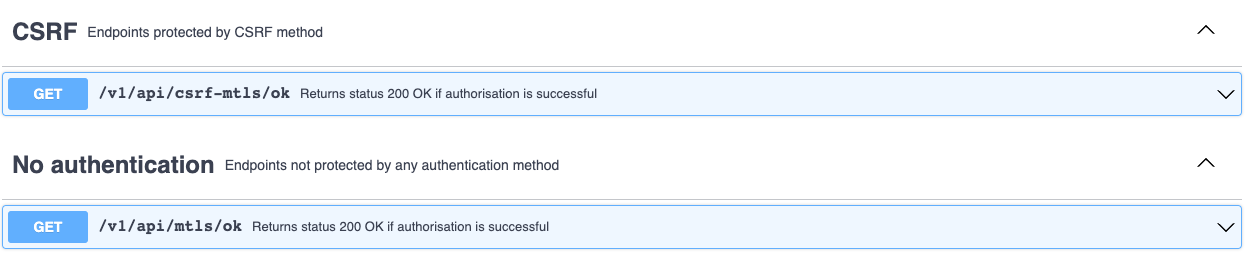 CSRF Endpoints protected by CSRF method
GET /v1/api/csrf-mtls/ok Returns status 200 OK if authorisation is successful
No authentication Endpoints not protected by any authentication method
GET /v1/api/mtls/ok Returns status 200 OK if authorisation is successful